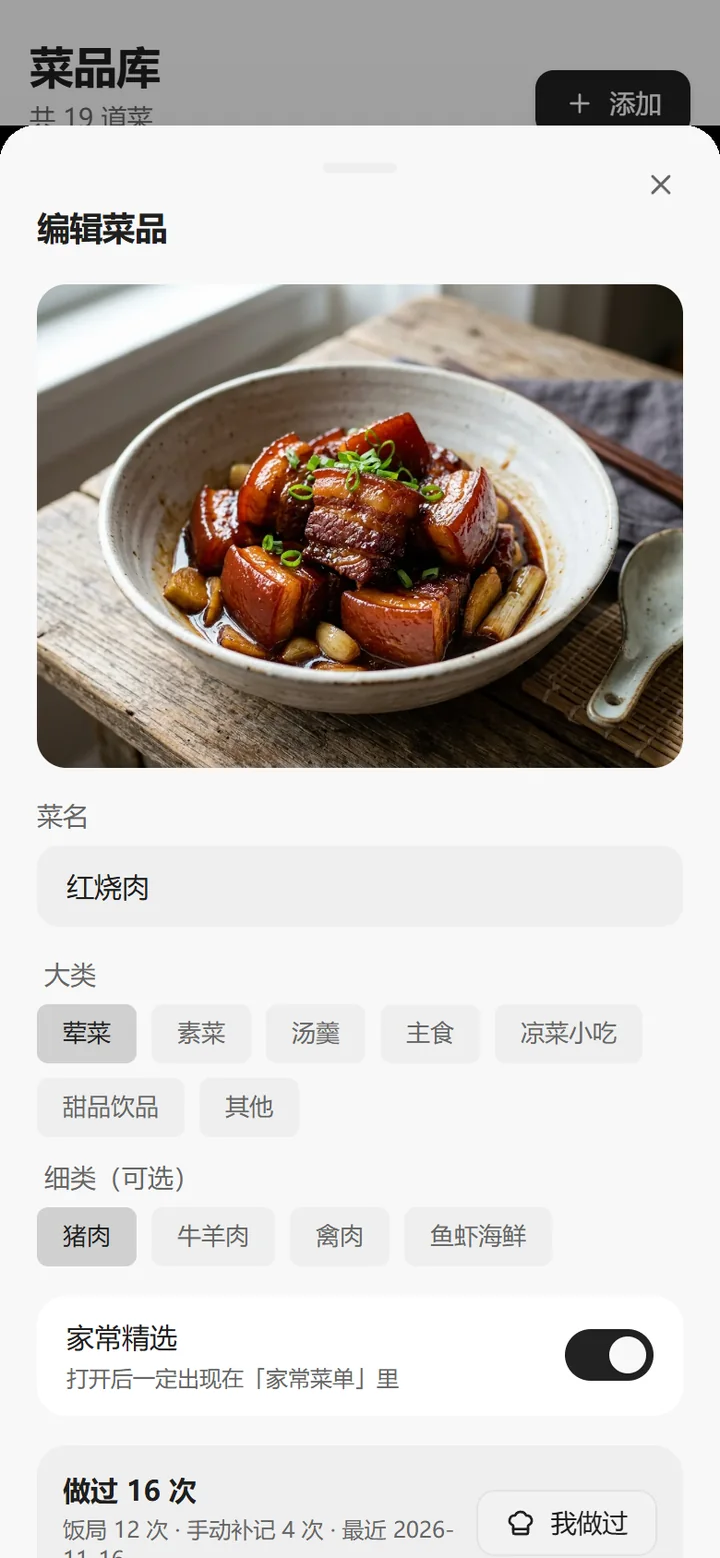 菜品库
共 19 道菜
+ 添加
编辑菜品
菜名
红烧肉
大类
荤菜
素菜
汤羹
主食
凉菜小吃
甜品饮品
其他
细类（可选）
猪肉
牛羊肉
禽肉
鱼虾海鲜
家常精选
打开后一定出现在「家常菜单」里
做过 16 次
饭局 12 次 · 手动补记 4 次 · 最近 2026-
11-16
我做过